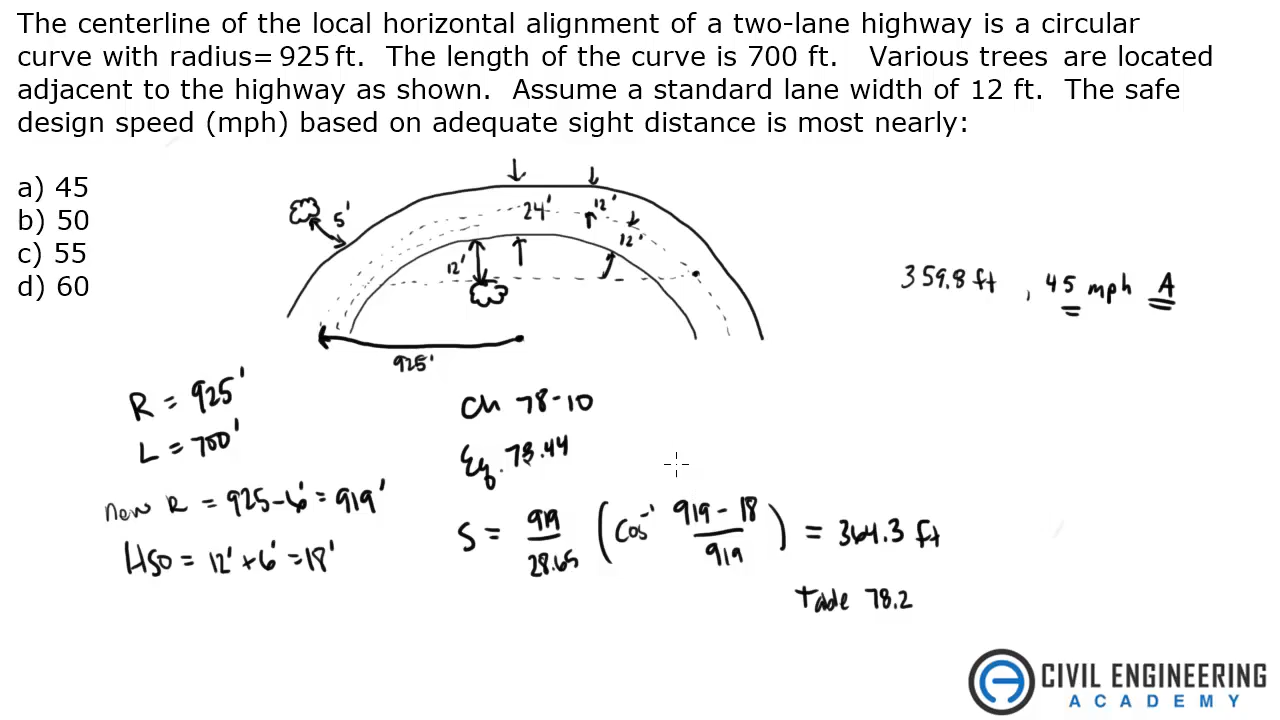 The centerline of the local horizontal alignment of a two-lane highway is a circular
curve with radius= 925 ft. The length of the curve is 700 ft. Various trees are located
adjacent to the highway as shown. Assume a standard lane width of 12 ft. The safe
design speed (mph) based on adequate sight distance is most nearly:
a) 45
b) 50
c) 55
d) 60
5'
24'
12'
12'
12'
925'
359.8 ft , 45 mph A
R = 925'
L = 700'
new R = 925-6' = 919'
HSO = 12' + 6' = 18'
Ch 78-10
Eq. 78.44
S = 919/28.65 (cos⁻¹ (919 - 18)/919) = 364.3 ft
Table 78.2
CIVIL ENGINEERING
ACADEMY